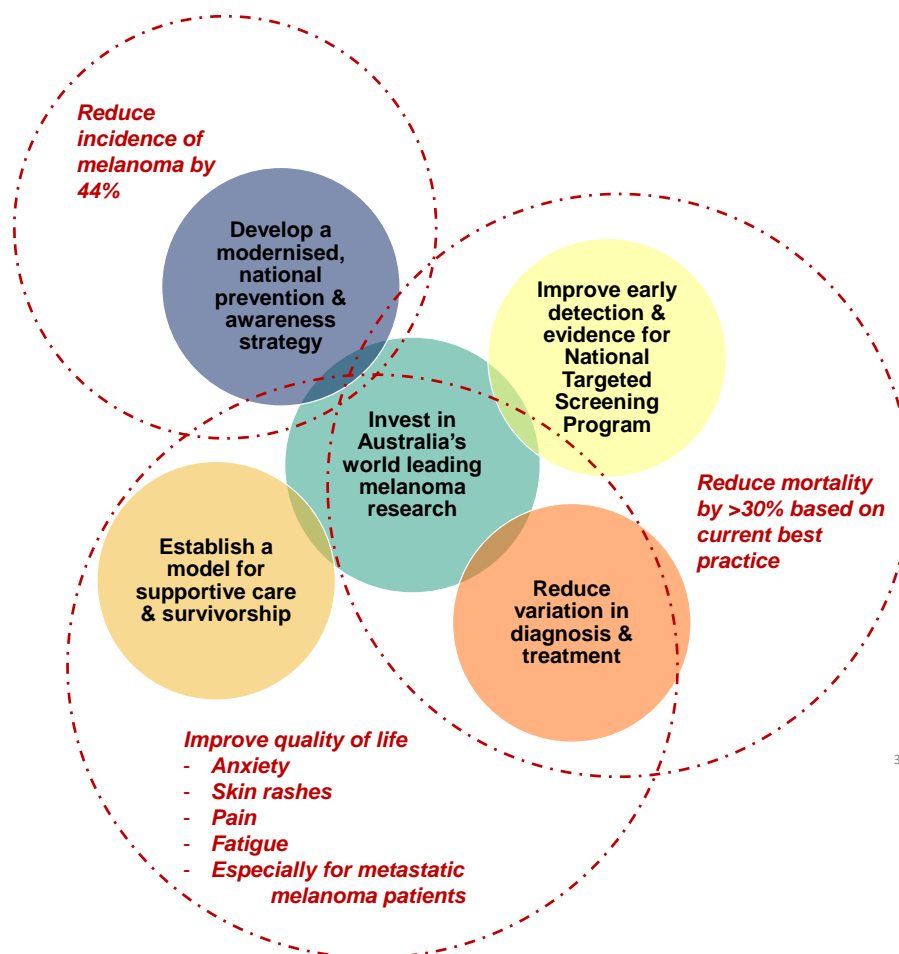 Reduce
incidence of
melanoma by
44%
Develop a
modernised,
national
prevention &
awareness
strategy
Improve early
detection &
evidence for
National
Targeted
Screening
Program
Invest in
Australia's
world leading
melanoma
research
Reduce mortality
by >30% based on
current best
practice
Establish a
model for
supportive care
& survivorship
Reduce
variation in
diagnosis &
treatment
Improve quality of life
- Anxiety
- Skin rashes
- Pain
- Fatigue
- Especially for metastatic
melanoma patients
3